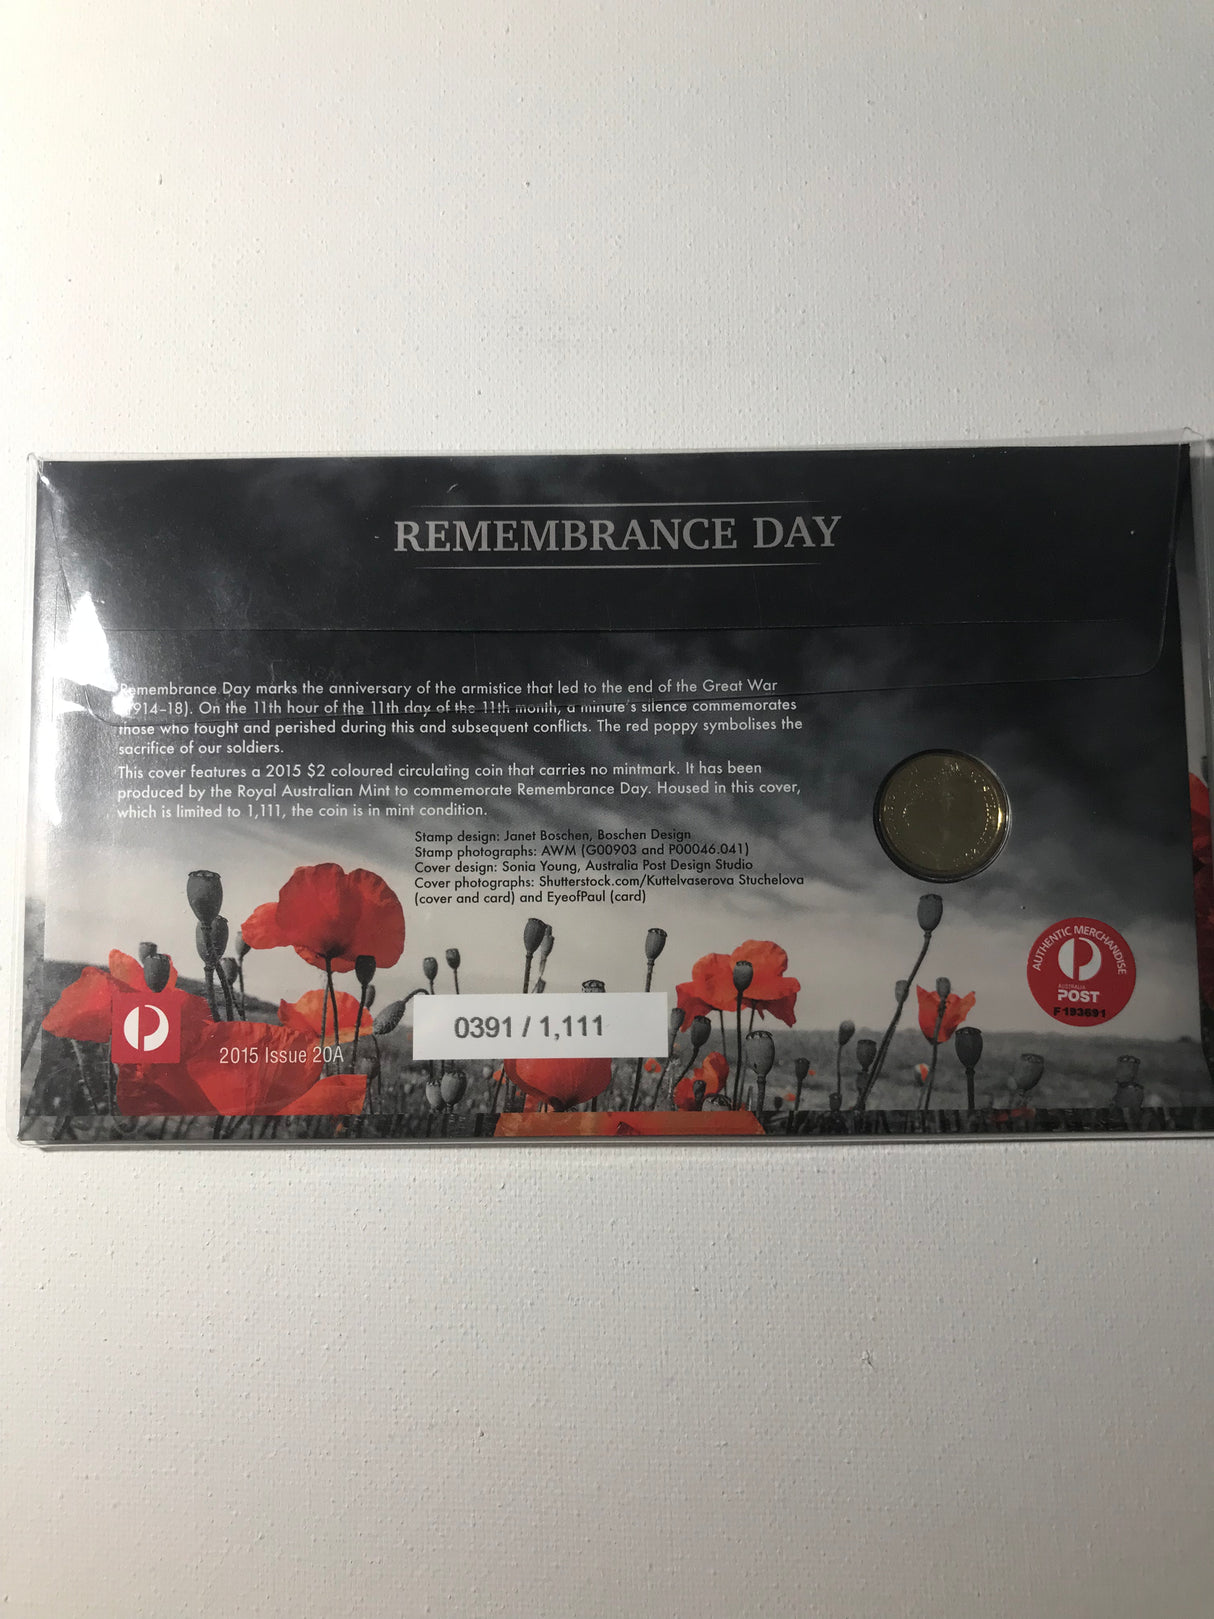 REMEMBRANCE DAY
Remembrance Day marks the anniversary of the armistice that led to the end of the Great War
(1914–18). On the 11th hour of the 11th day of the 11th month, a minute's silence commemorates
those who fought and perished during this and subsequent conflicts. The red poppy symbolises the
sacrifice of our soldiers.
This cover features a 2015 $2 coloured circulating coin that carries no mintmark. It has been
produced by the Royal Australian Mint to commemorate Remembrance Day. Housed in this cover,
which is limited to 1,111, the coin is in mint condition.
Stamp design: Janet Boschen, Boschen Design
Stamp photographs: AWM (G00903 and P00046.041)
Cover design: Sonia Young, Australia Post Design Studio
Cover photographs: Shutterstock.com/Kuttelvaserova Stuchelova
(cover and card) and EyeofPaul (card)
AUTHENTIC MERCHANDISE
AUSTRALIA
POST
F193691
0391 / 1,111
2015 Issue 20A